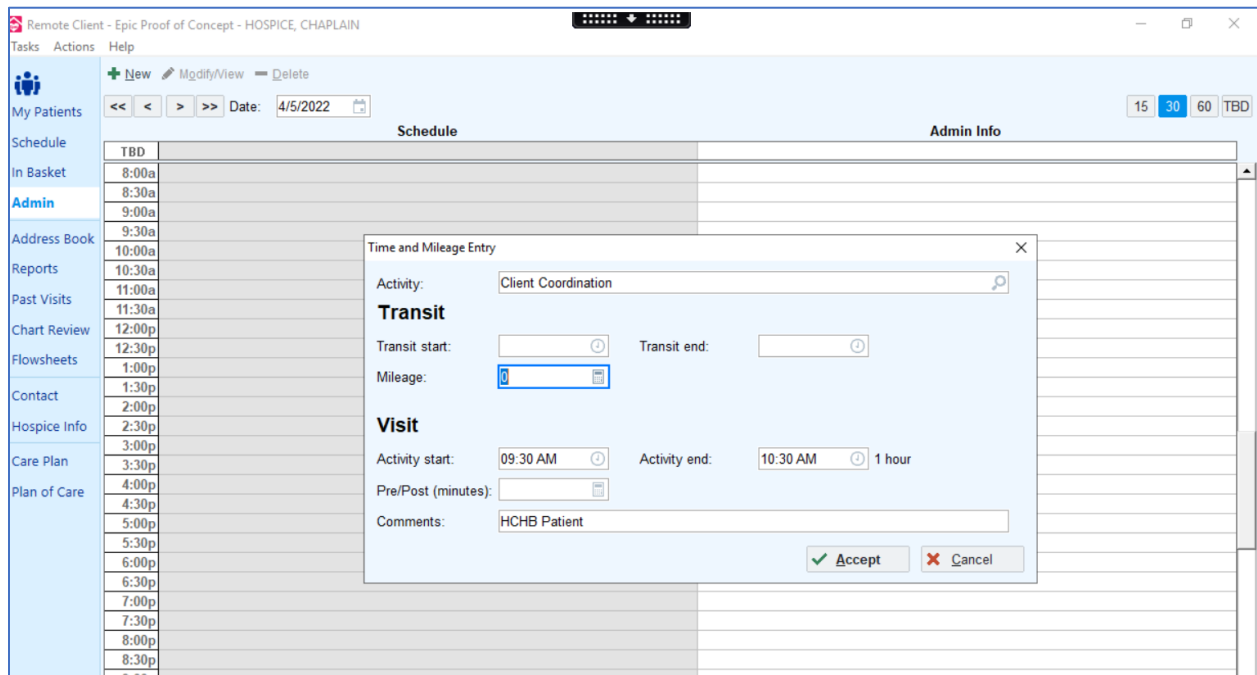 Remote Client - Epic Proof of Concept - HOSPICE, CHAPLAIN
Tasks Actions Help
New Modify/View Delete
<< < > >> Date: 4/5/2022 15 30 60 TBD
My Patients
Schedule
In Basket
Admin
Address Book
Reports
Past Visits
Chart Review
Flowsheets
Contact
Hospice Info
Care Plan
Plan of Care
Schedule Admin Info
TBD
8:00a
8:30a
9:00a
9:30a
10:00a
10:30a
11:00a
11:30a
12:00p
12:30p
1:00p
1:30p
2:00p
2:30p
3:00p
3:30p
4:00p
4:30p
5:00p
5:30p
6:00p
6:30p
7:00p
7:30p
8:00p
8:30p
Time and Mileage Entry
Activity: Client Coordination
Transit
Transit start: Transit end:
Mileage: 0
Visit
Activity start: 09:30 AM Activity end: 10:30 AM 1 hour
Pre/Post (minutes):
Comments: HCHB Patient
Accept Cancel